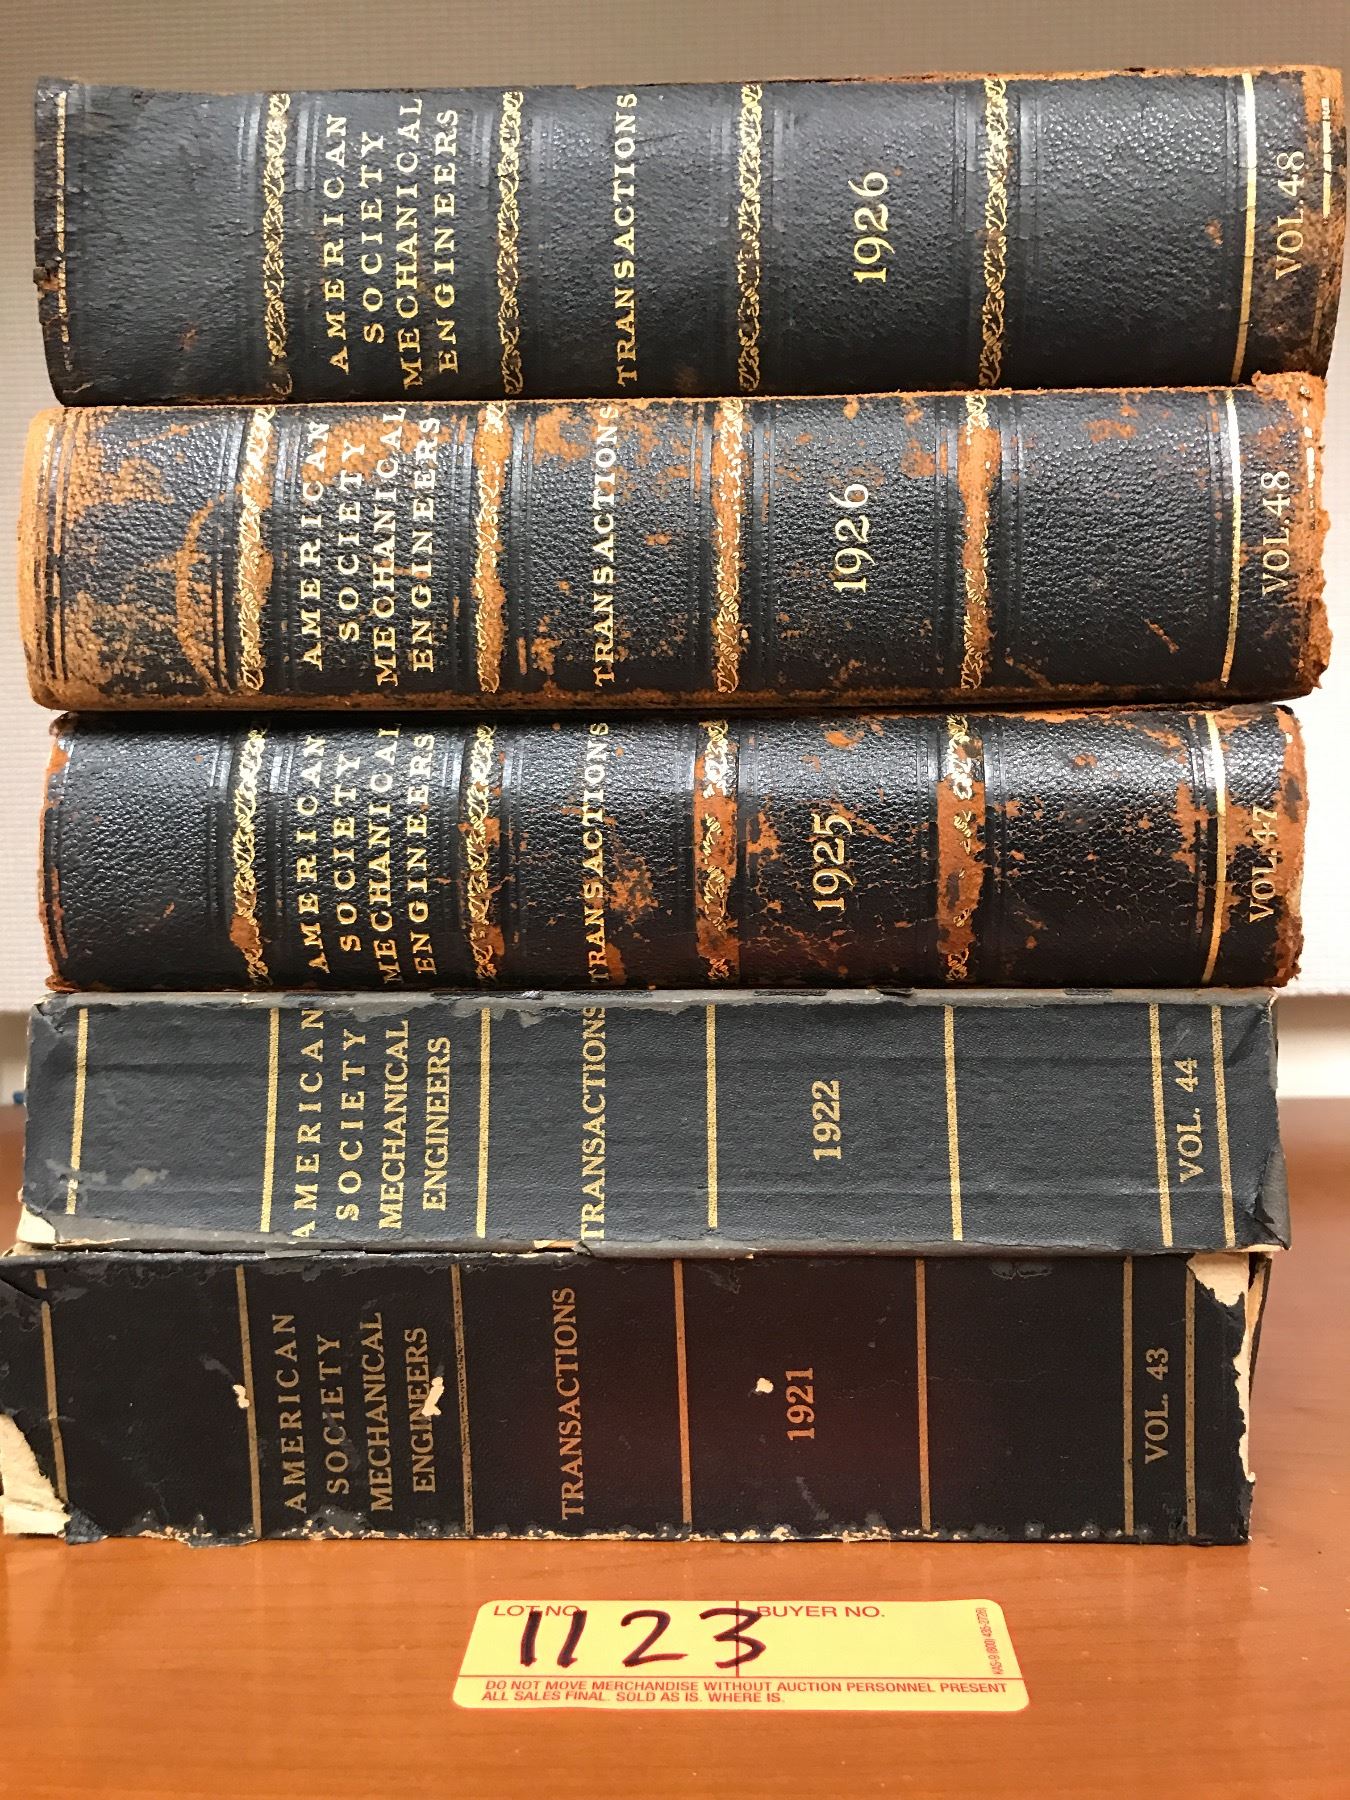 AMERICAN
SOCIETY
MECHANICAL
ENGINEERS
TRANSACTIONS
1926
VOL. 48
AMERICAN
SOCIETY
MECHANICAL
ENGINEERS
TRANSACTIONS
1926
VOL. 48
AMERICAN
SOCIETY
MECHANICAL
ENGINEERS
TRANSACTIONS
1925
VOL. 47
AMERICAN
SOCIETY
MECHANICAL
ENGINEERS
TRANSACTIONS
1922
VOL. 44
AMERICAN
SOCIETY
MECHANICAL
ENGINEERS
TRANSACTIONS
1921
VOL. 43
LOT NO. BUYER NO.
1123
DO NOT MOVE MERCHANDISE WITHOUT AUCTION PERSONNEL PRESENT
ALL SALES FINAL. SOLD AS IS. WHERE IS.